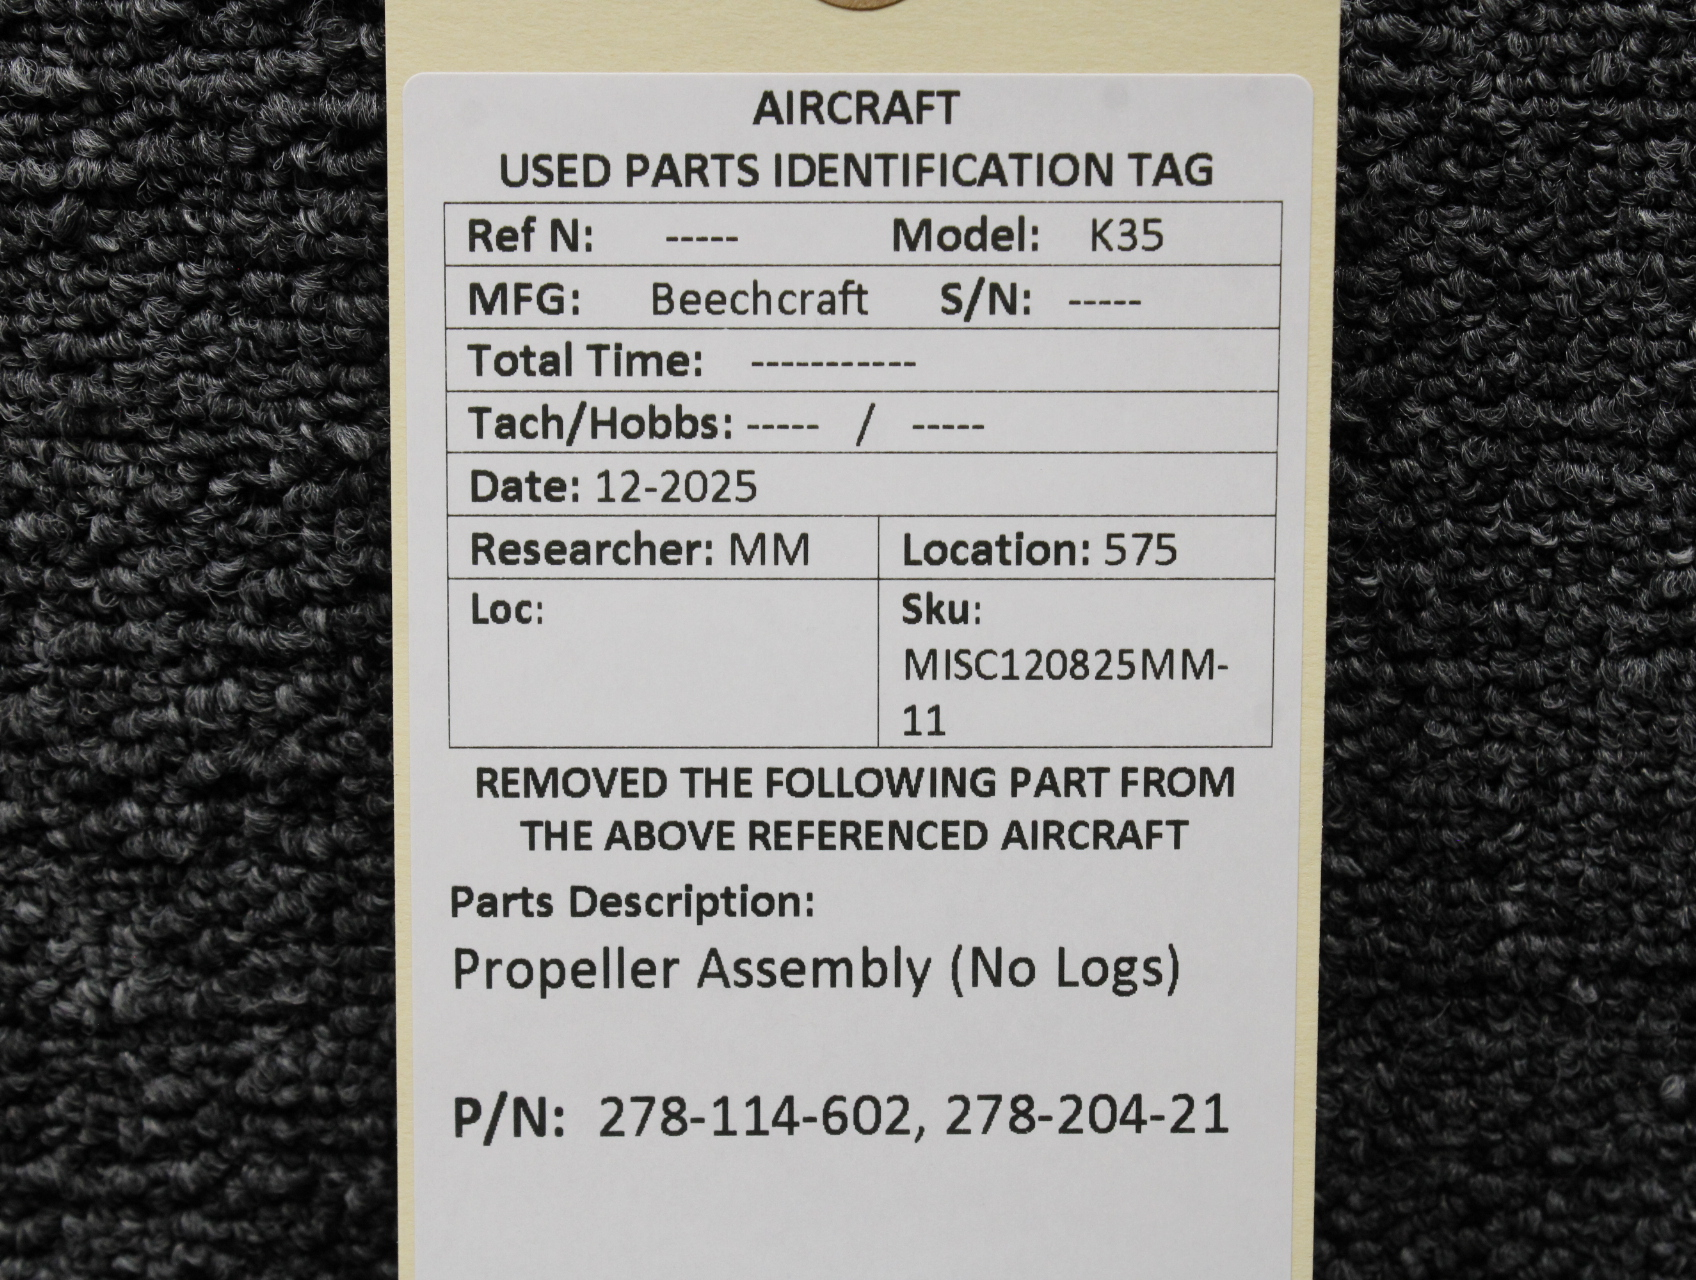 AIRCRAFT
USED PARTS IDENTIFICATION TAG
Ref N: ----- Model: K35
MFG: Beechcraft S/N: -----
Total Time: -----------
Tach/Hobbs: ----- / -----
Date: 12-2025
Researcher: MM Location: 575
Loc: Sku:
MISC120825MM-
11
REMOVED THE FOLLOWING PART FROM
THE ABOVE REFERENCED AIRCRAFT
Parts Description:
Propeller Assembly (No Logs)
P/N: 278-114-602, 278-204-21